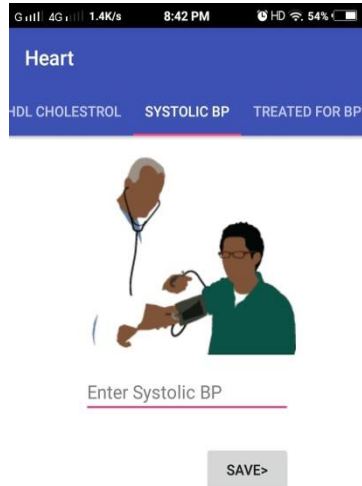 G 4G 1.4K/s 8:42 PM HD 54%
Heart
HDL CHOLESTROL SYSTOLIC BP TREATED FOR BP
Enter Systolic BP
SAVE>